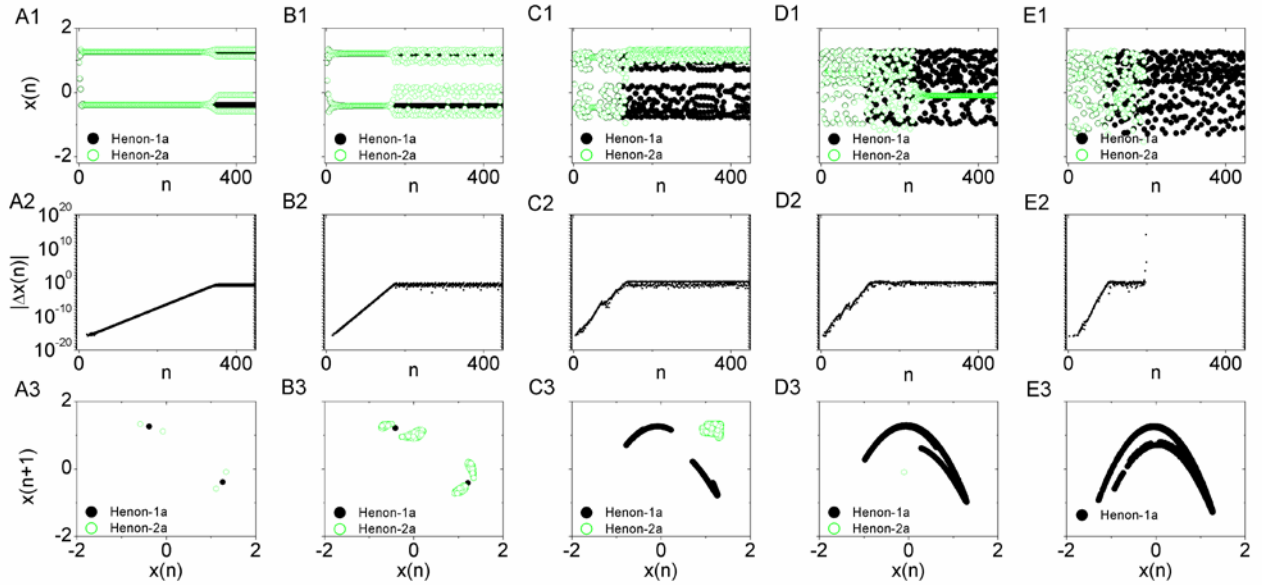 A1
B1
C1
D1
E1
x(n)
2
0
-2
Henon-1a
Henon-2a
Henon-1a
Henon-2a
Henon-1a
Henon-2a
Henon-1a
Henon-2a
Henon-1a
Henon-2a
0 400
0 400
0 400
0 400
0 400
n
n
n
n
n
A2
B2
C2
D2
E2
|Δx(n)|
10^20
10^10
10^0
10^-10
10^-20
0 400
0 400
0 400
0 400
0 400
n
n
n
n
n
A3
B3
C3
D3
E3
x(n+1)
2
0
-2
Henon-1a
Henon-2a
Henon-1a
Henon-2a
Henon-1a
Henon-2a
Henon-1a
Henon-2a
Henon-1a
-2 0 2
0 2
0 2
0 2
-2 0 2
x(n)
x(n)
x(n)
x(n)
x(n)